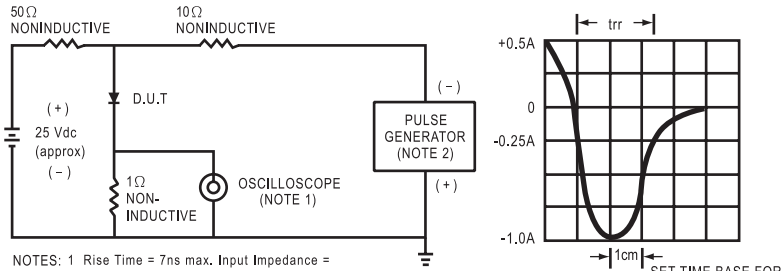 50Ω
NONINDUCTIVE
10Ω
NONINDUCTIVE
(+)
25 Vdc
(approx)
(-)
D.U.T
1Ω
NON-
INDUCTIVE
OSCILLOSCOPE
(NOTE 1)
(-)
PULSE
GENERATOR
(NOTE 2)
(+)
NOTES: 1 Rise Time = 7ns max. Input Impedance =
trr
+0.5A
0
-0.25A
-1.0A
1cm
SET TIME BASE FOR